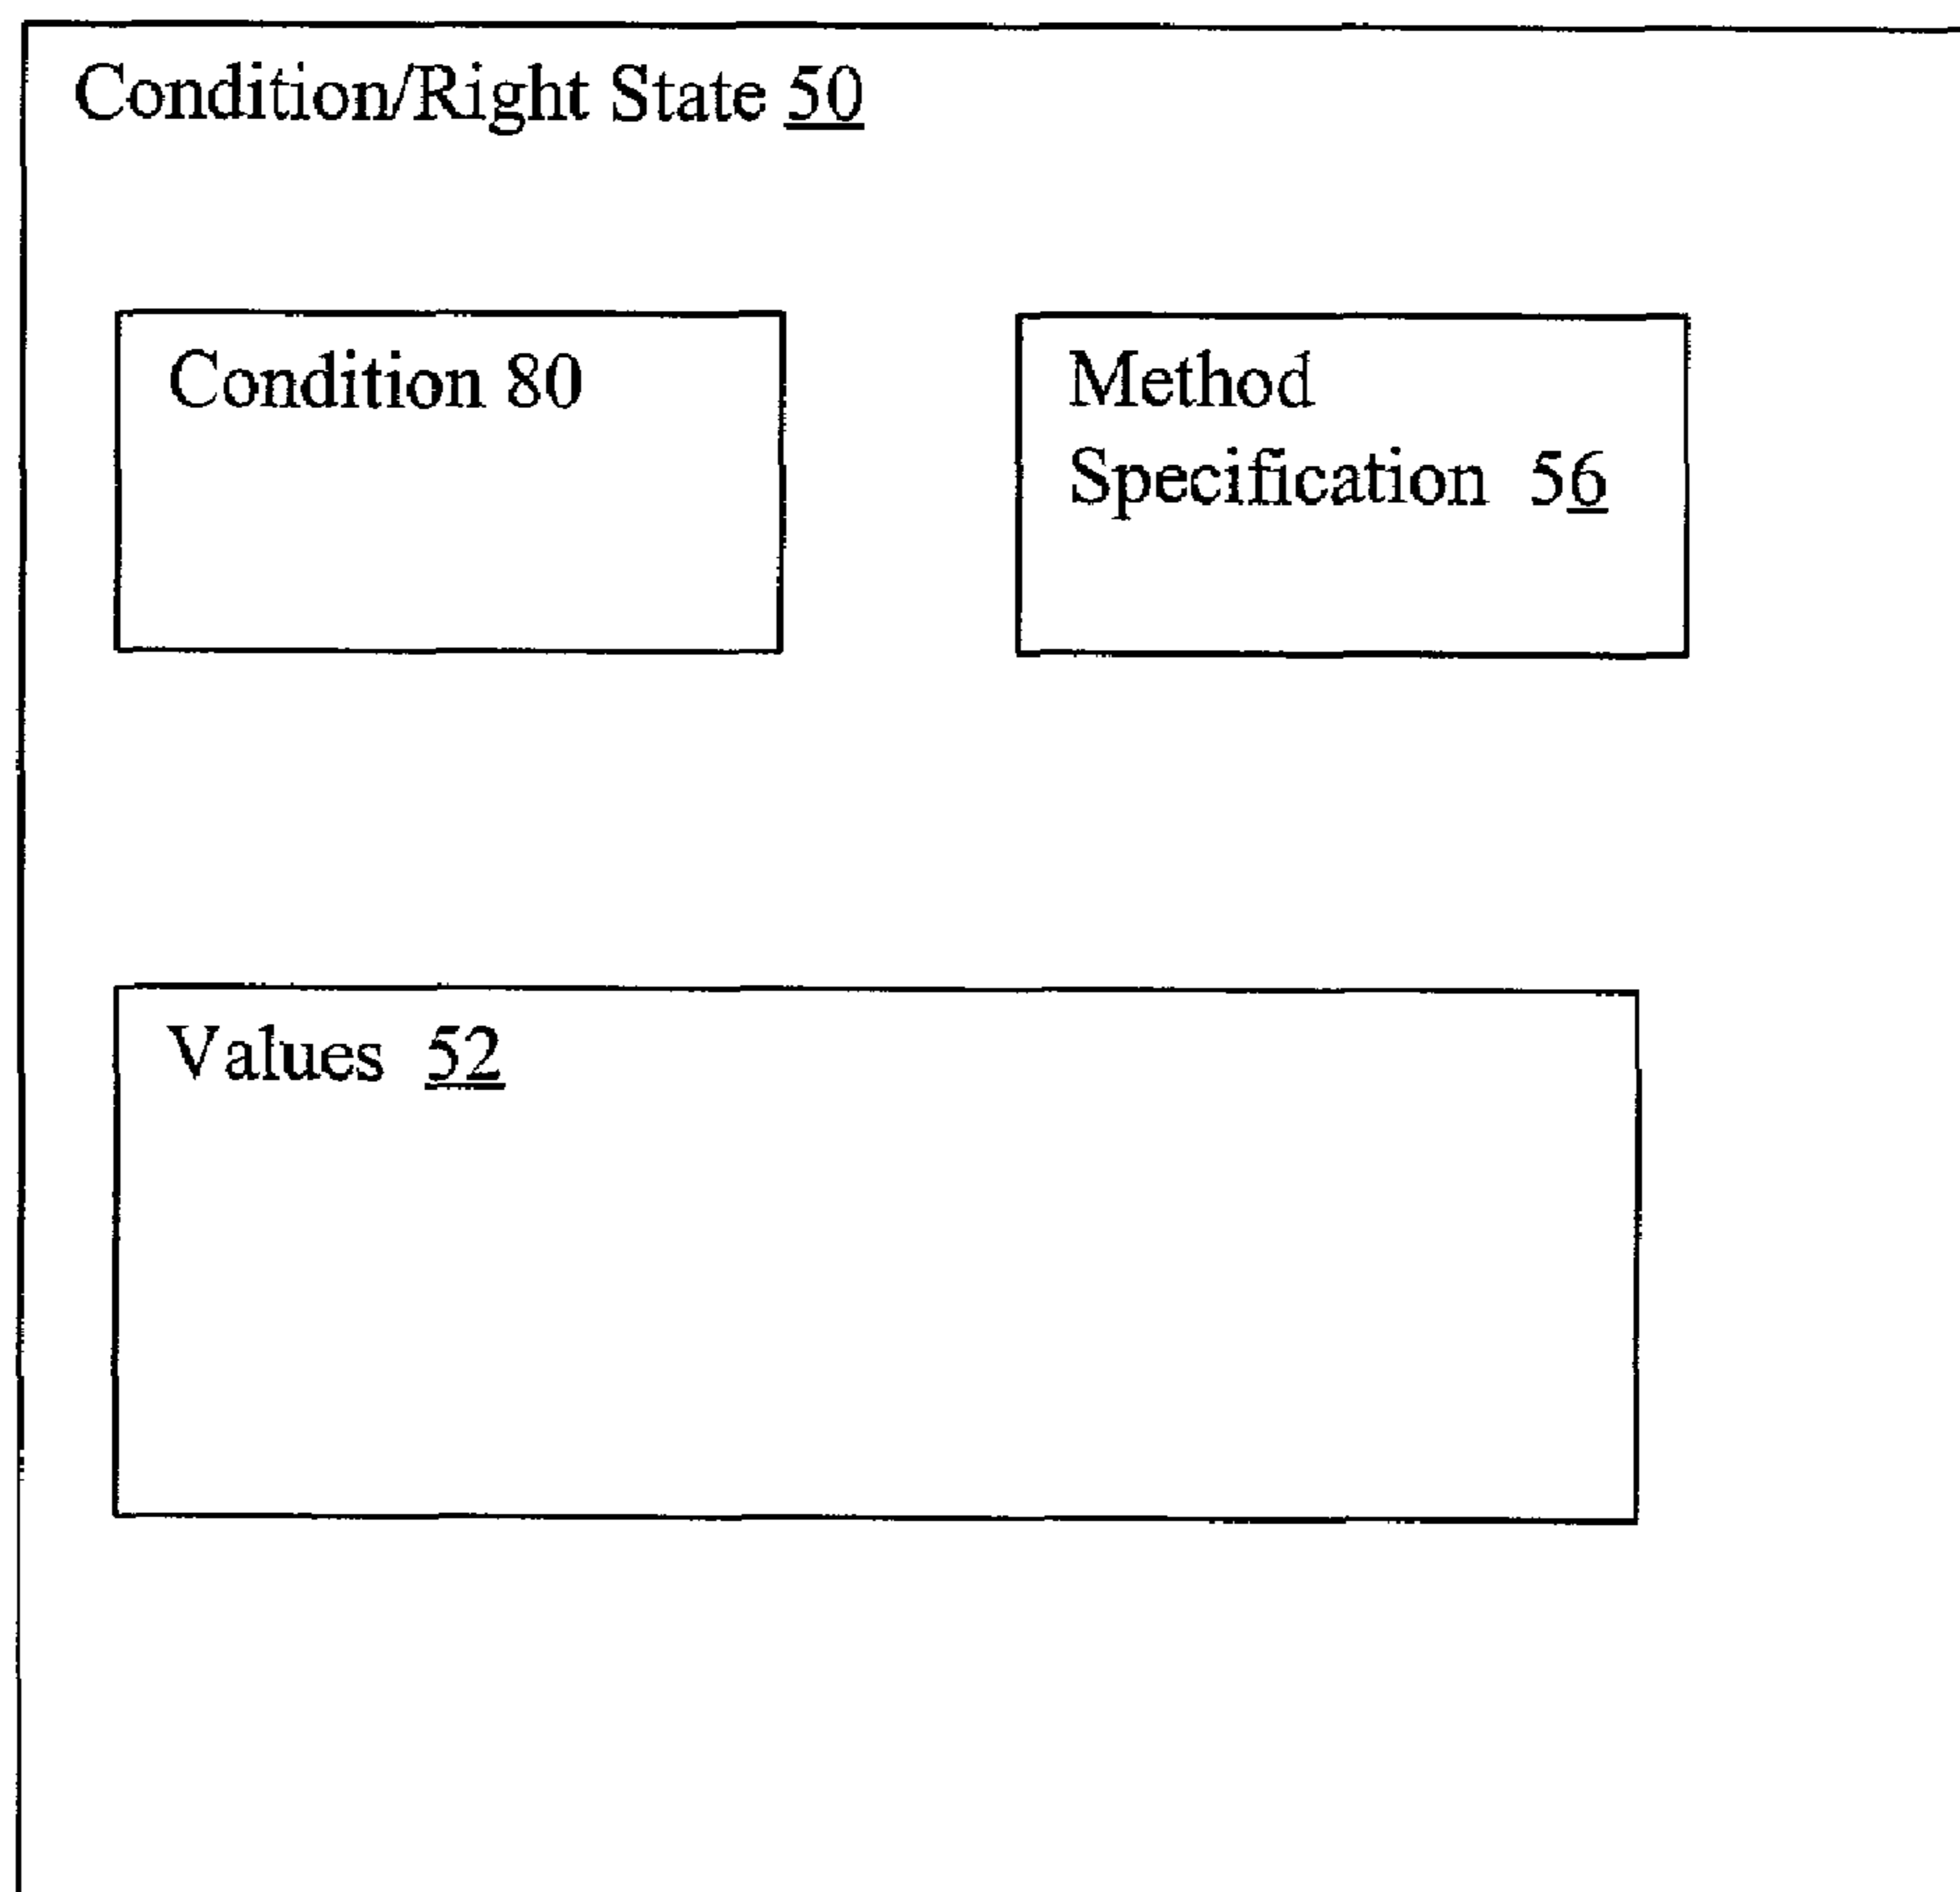 Condition/Right State 50
Condition 80
Method
Specification 56
Values 52